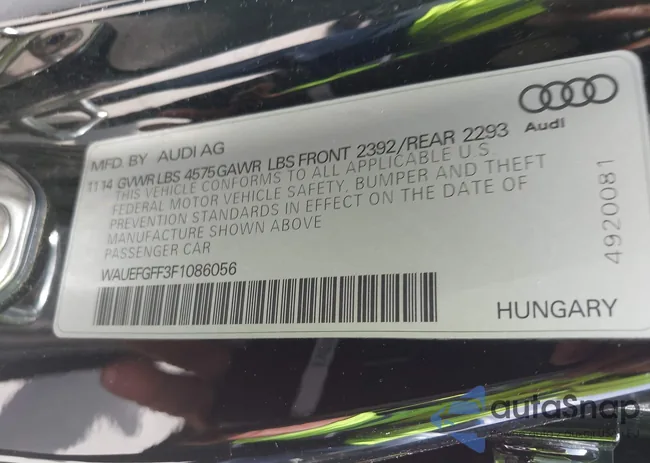 MFD. BY AUDI AG
11 14 GVWR LBS 4575 GAWR LBS FRONT 2392/REAR 2293
THIS VEHICLE CONFORMS TO ALL APPLICABLE U.S.
FEDERAL MOTOR VEHICLE SAFETY, BUMPER AND THEFT
PREVENTION STANDARDS IN EFFECT ON THE DATE OF
MANUFACTURE SHOWN ABOVE
PASSENGER CAR
WAUEFGFF3F1086056
Audi
4920081
HUNGARY
autoSnap